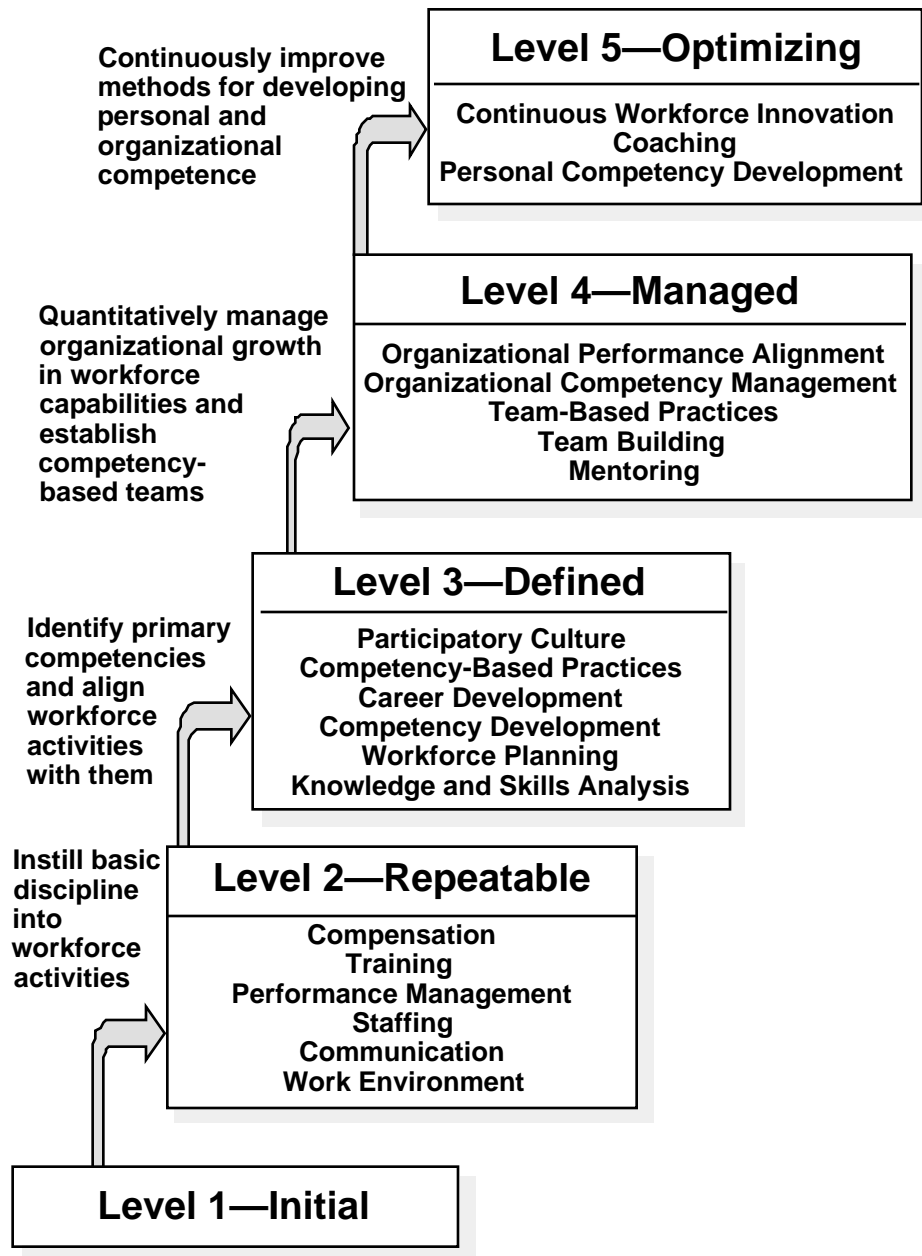 Continuously improve
methods for developing
personal and
organizational
competence
Level 5—Optimizing
Continuous Workforce Innovation
Coaching
Personal Competency Development
Quantitatively manage
organizational growth
in workforce
capabilities and
establish
competency-
based teams
Level 4—Managed
Organizational Performance Alignment
Organizational Competency Management
Team-Based Practices
Team Building
Mentoring
Identify primary
competencies
and align
workforce
activities
with them
Level 3—Defined
Participatory Culture
Competency-Based Practices
Career Development
Competency Development
Workforce Planning
Knowledge and Skills Analysis
Instill basic
discipline
into
workforce
activities
Level 2—Repeatable
Compensation
Training
Performance Management
Staffing
Communication
Work Environment
Level 1—Initial